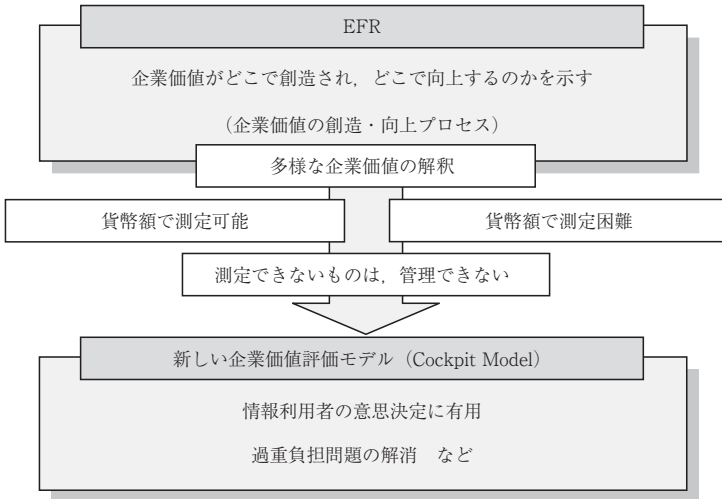 EFR
企業価値がどこで創造され，どこで向上するのかを示す
（企業価値の創造・向上プロセス）
多様な企業価値の解釈
貨幣額で測定可能
貨幣額で測定困難
測定できないものは，管理できない
新しい企業価値評価モデル（Cockpit Model）
情報利用者の意思決定に有用
過重負担問題の解消　など